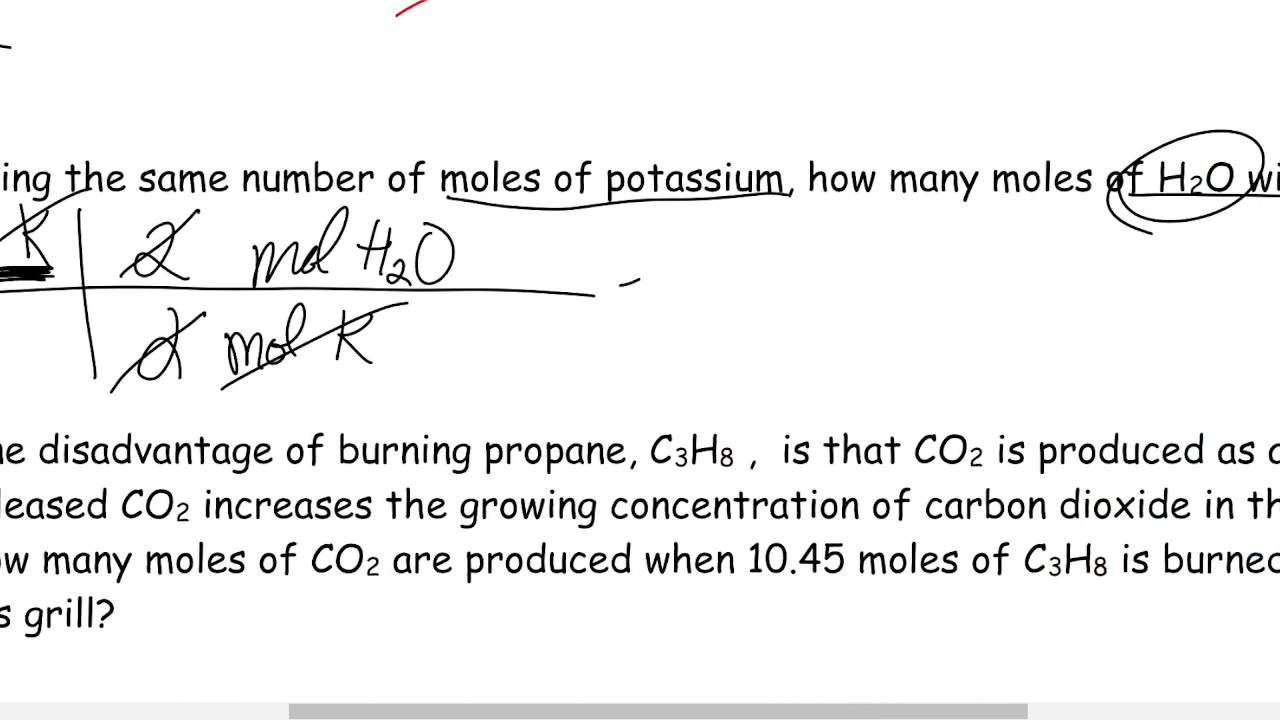 ing the same number of moles of potassium, how many moles of H₂O wi
K 2 mol H₂O
2 mol K
he disadvantage of burning propane, C₃H₈ , is that CO₂ is produced as a
leased CO₂ increases the growing concentration of carbon dioxide in th
ow many moles of CO₂ are produced when 10.45 moles of C₃H₈ is burned
s grill?